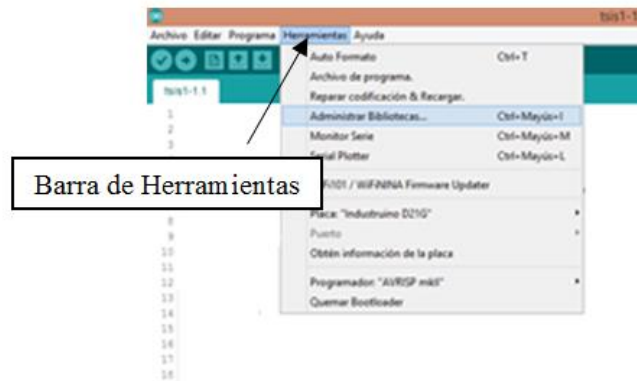 tsis1-1
Archivo Editar Programa Herramientas Ayuda
tsis1-1.1
Auto Formato Ctrl+T
Archivo de programa.
Reparar codificación & Recargar.
Administrar Bibliotecas... Ctrl+Mayús+I
Monitor Serie Ctrl+Mayús+M
Serial Plotter Ctrl+Mayús+L
WiFi101 / WiFiNINA Firmware Updater
Placa: "Industruino D21G"
Puerto
Obtén información de la placa
Programador: "AVRISP mkII"
Quemar Bootloader
Barra de Herramientas
1
2
3
8
9
10
11
12
13
14
15
16
17
18